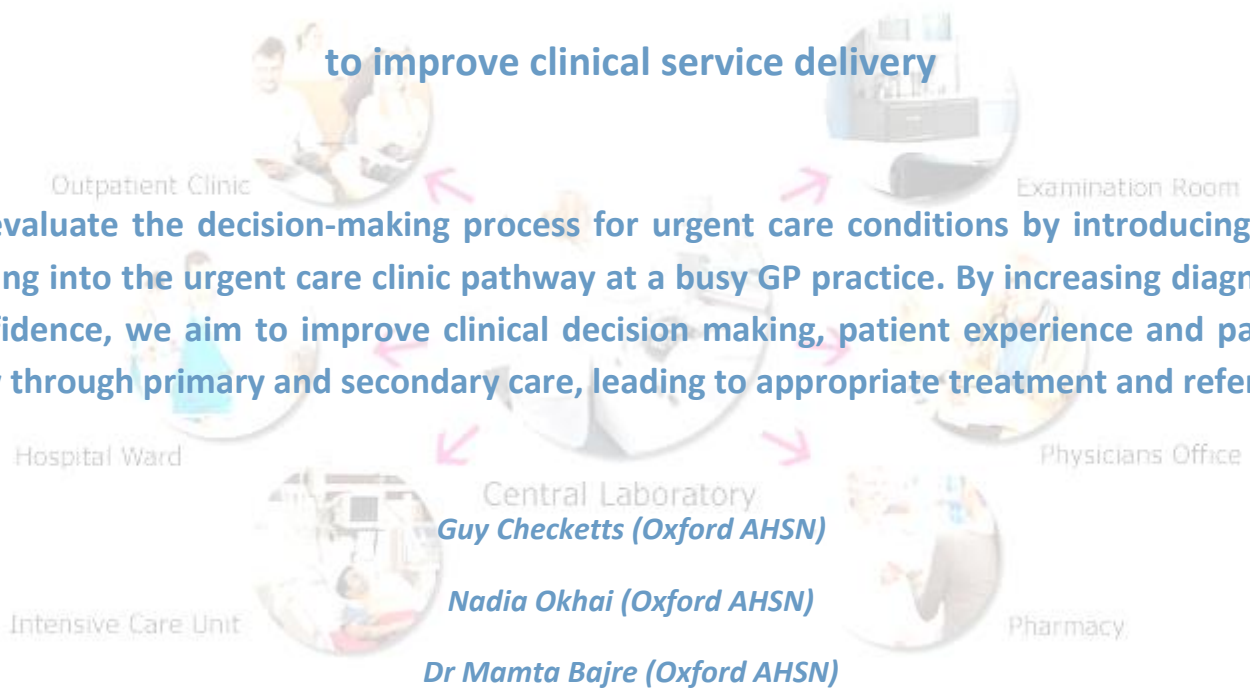 to improve clinical service delivery
Outpatient Clinic
Examination Room
evaluate the decision-making process for urgent care conditions by introducing
ing into the urgent care clinic pathway at a busy GP practice. By increasing diagn
fidence, we aim to improve clinical decision making, patient experience and pa
through primary and secondary care, leading to appropriate treatment and refer
Hospital Ward
Physicians Office
Central Laboratory
Guy Checketts (Oxford AHSN)
Nadia Okhai (Oxford AHSN)
Intensive Care Unit
Pharmacy
Dr Mamta Bajre (Oxford AHSN)